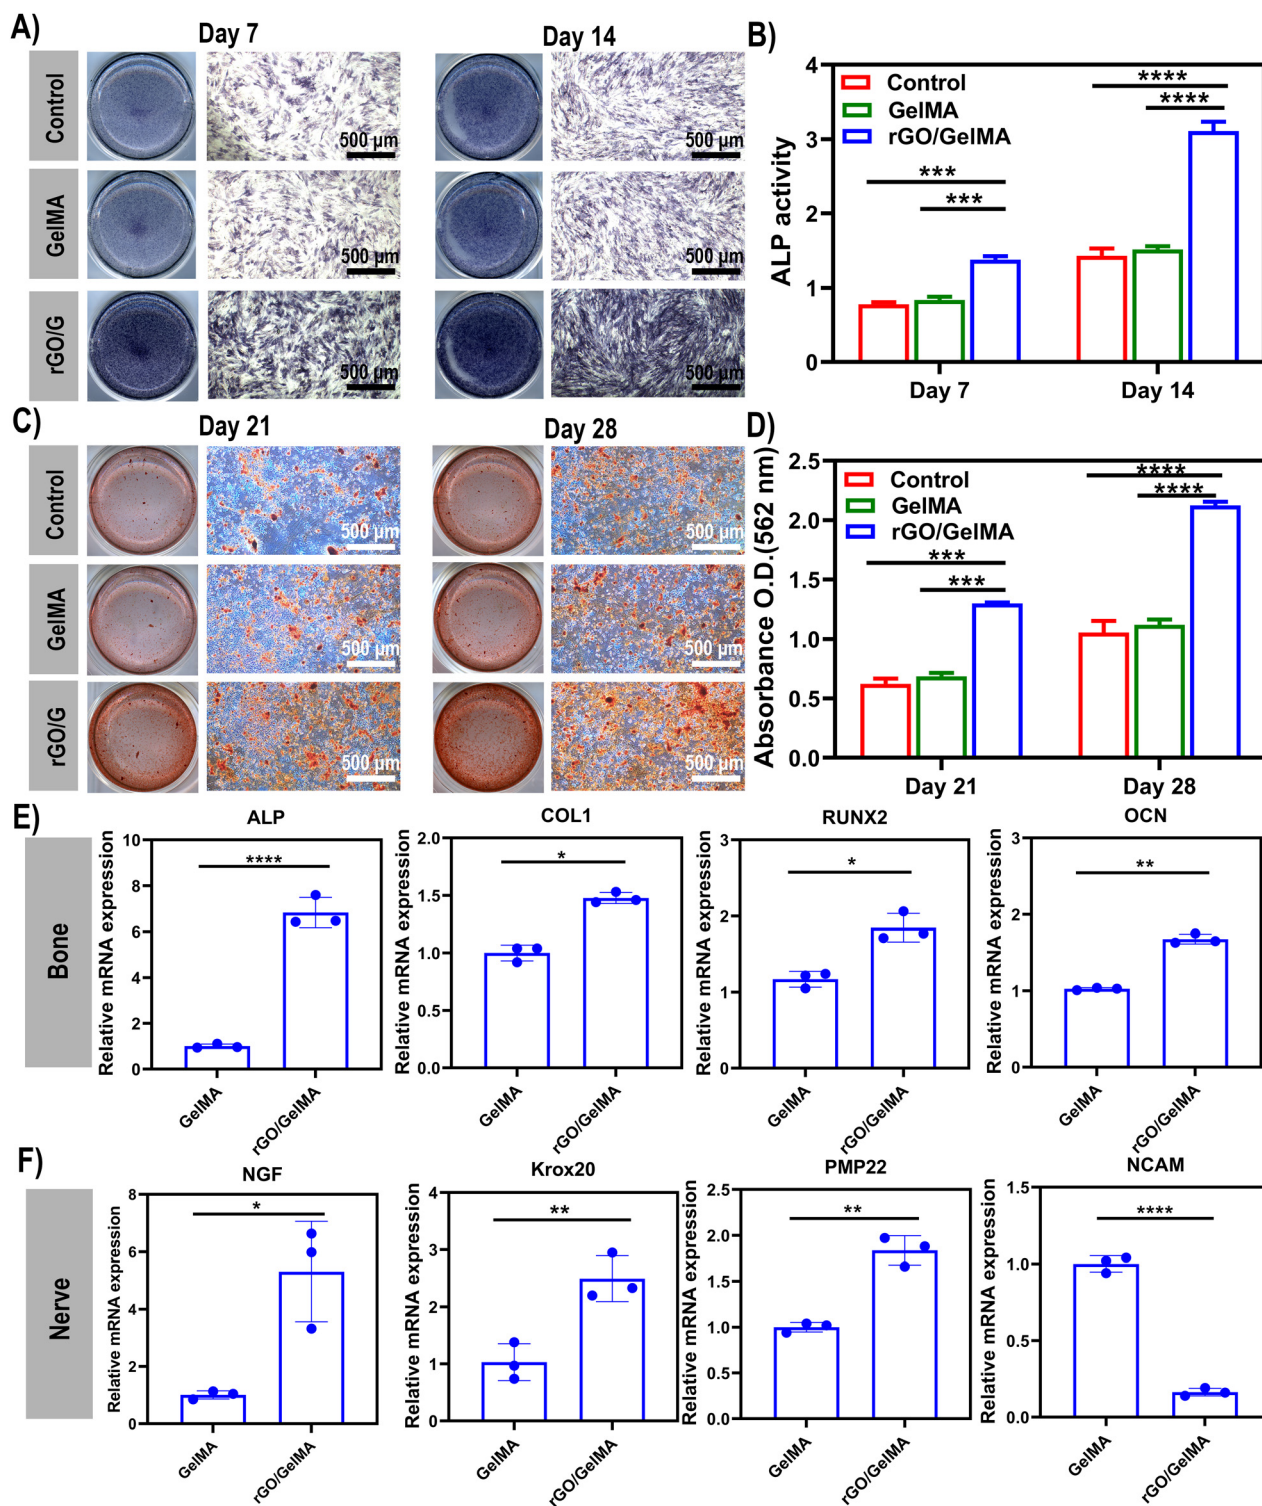 A)
Day 7
Day 14
Control
500 µm
500 µm
GelMA
500 µm
500 µm
rGO/G
500 µm
500 µm
B)
ALP activity
4
3
2
1
0
Control
GelMA
rGO/GelMA
***
***
****
****
Day 7
Day 14
C)
Day 21
Day 28
Control
500 µm
500 µm
GelMA
500 µm
500 µm
rGO/G
500 µm
500 µm
D)
Absorbance O.D.(562 nm)
2.5
2.0
1.5
1.0
0.5
0.0
Control
GelMA
rGO/GelMA
***
***
****
****
Day 21
Day 28
E)
Bone
ALP
Relative mRNA expression
10
8
6
4
2
0
****
GelMA
rGO/GelMA
COL1
Relative mRNA expression
2.0
1.5
1.0
0.5
0.0
*
GelMA
rGO/GelMA
RUNX2
Relative mRNA expression
3
2
1
0
*
GelMA
rGO/GelMA
OCN
Relative mRNA expression
3
2
1
0
**
GelMA
rGO/GelMA
F)
Nerve
NGF
Relative mRNA expression
8
6
4
2
0
*
GelMA
rGO/GelMA
Krox20
Relative mRNA expression
4
3
2
1
0
**
GelMA
rGO/GelMA
PMP22
Relative mRNA expression
2.5
2.0
1.5
1.0
0.5
0.0
**
GelMA
rGO/GelMA
NCAM
Relative mRNA expression
1.5
1.0
0.5
0.0
****
GelMA
rGO/GelMA